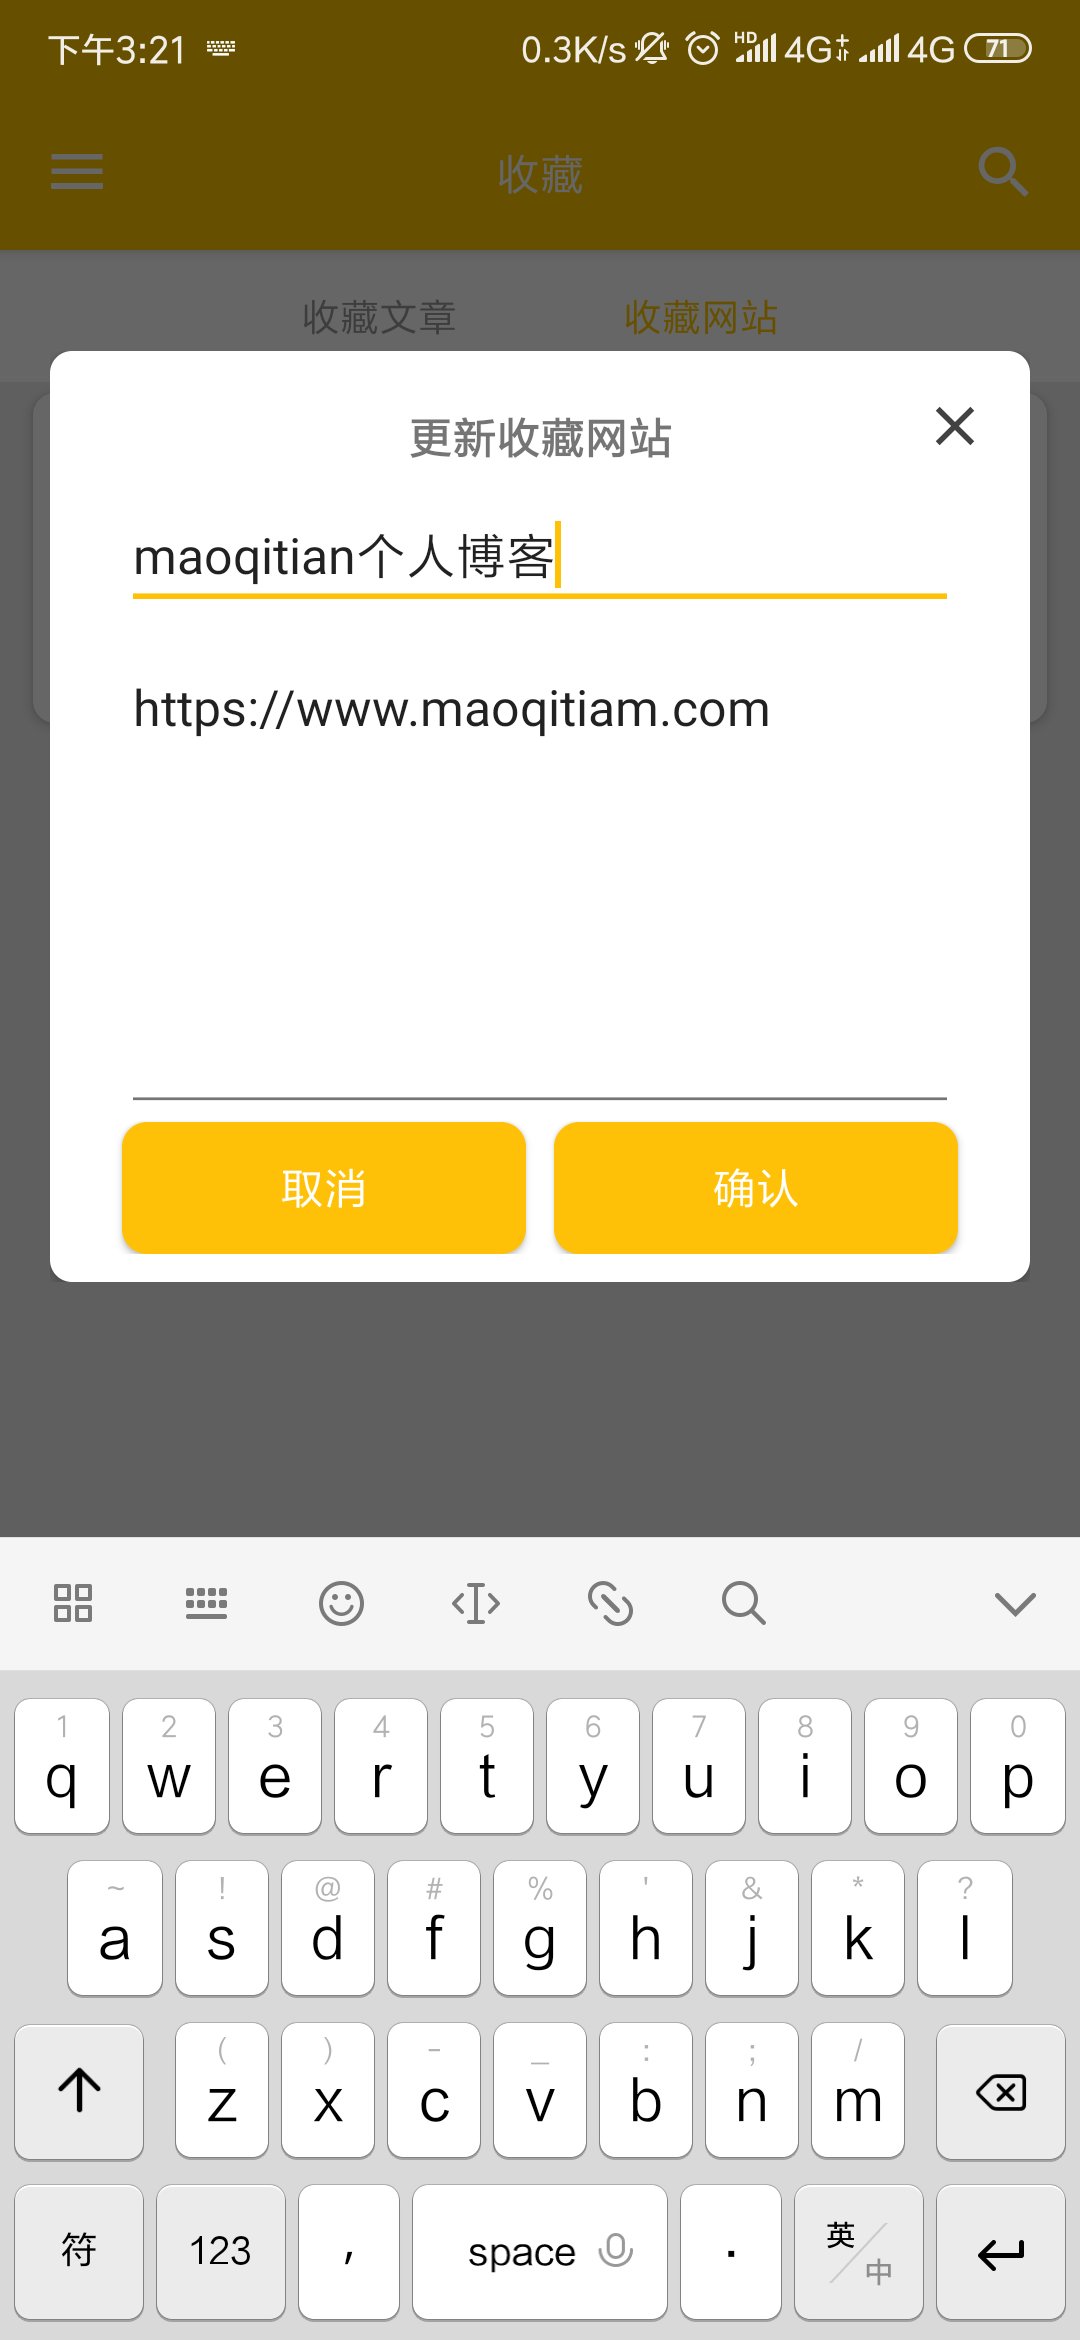 下午3:21 0.3K/s HD 4G 4G 71
收藏
收藏文章 收藏网站
更新收藏网站
maoqitian个人博客
https://www.maoqitiam.com
取消 确认
1 2 3 4 5 6 7 8 9 0
q w e r t y u i o p
~ ! @ # % ' & * ?
a s d f g h j k l
( ) - _ : ; /
z x c v b n m
符 123 , space . 英/中